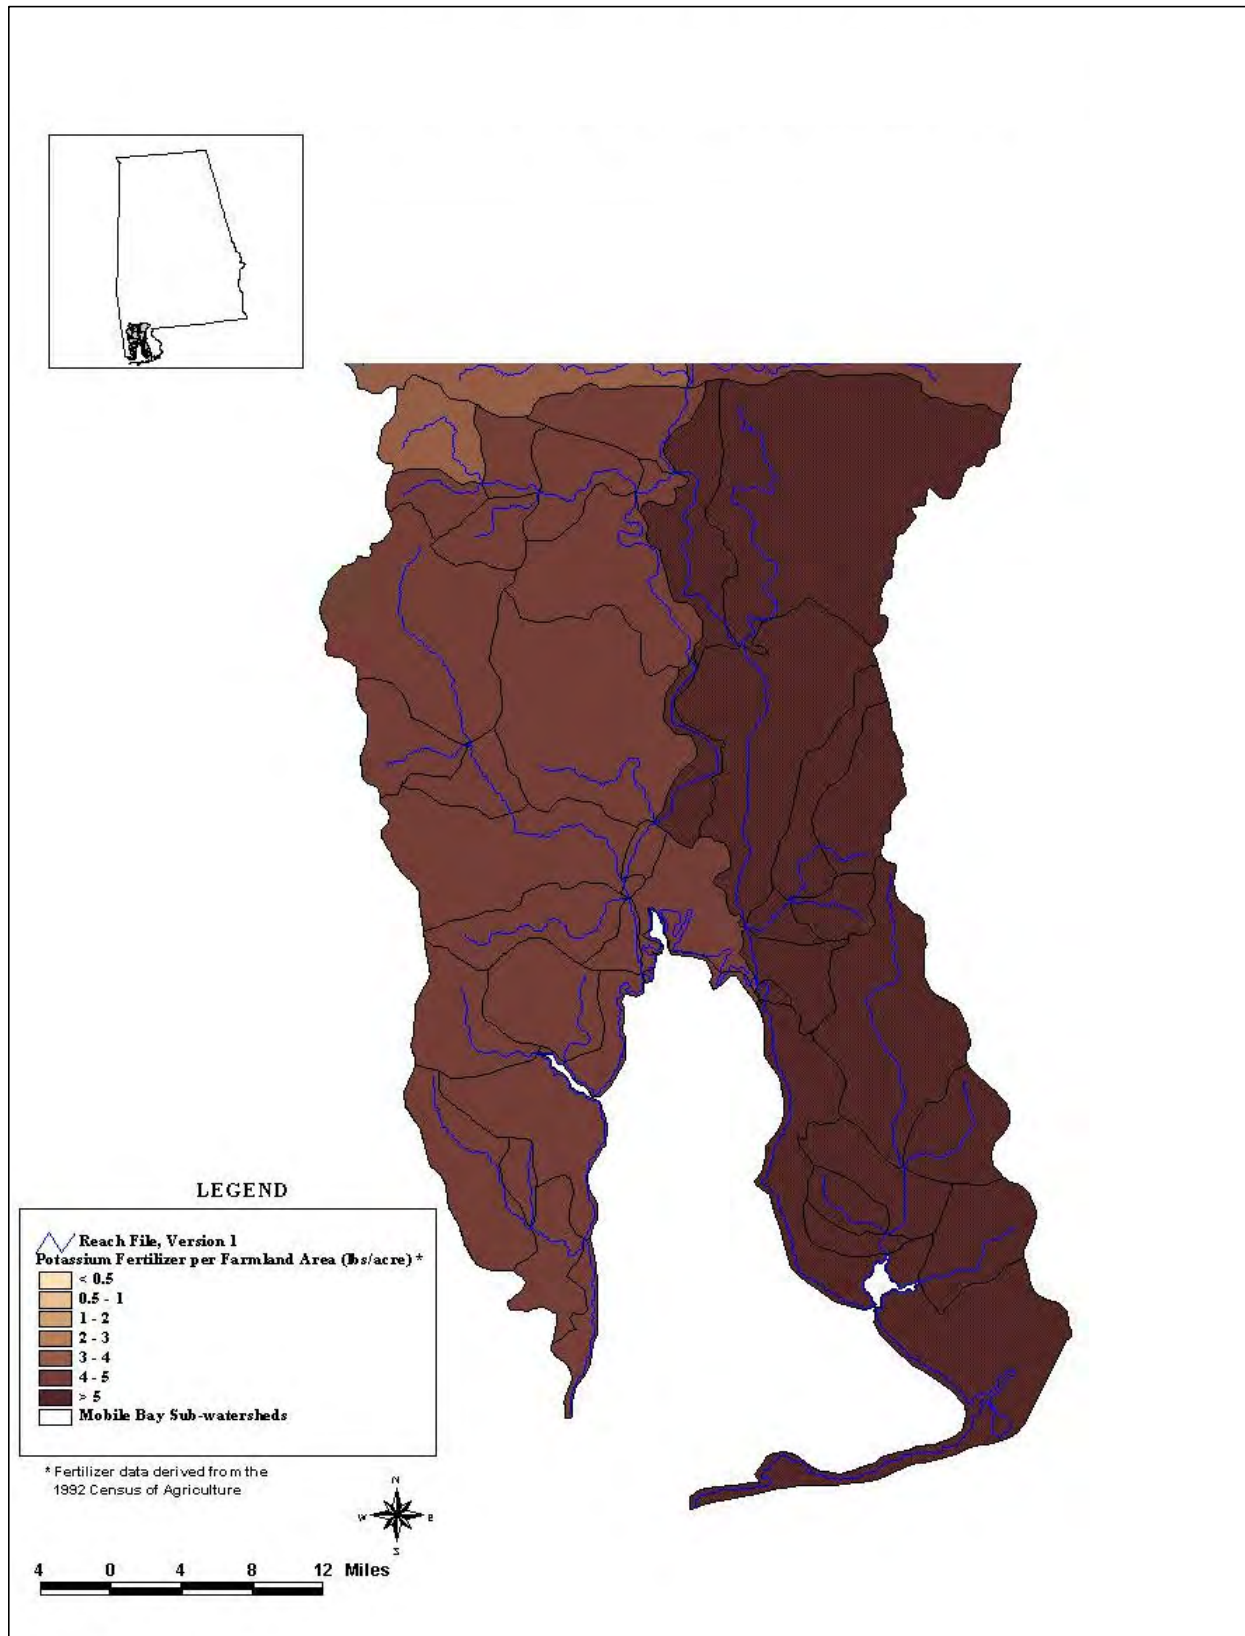 LEGEND
Reach File, Version 1
Potassium Fertilizer per Farmland Area (lbs/acre) *
< 0.5
0.5 - 1
1 - 2
2 - 3
3 - 4
4 - 5
> 5
Mobile Bay Sub-watersheds
* Fertilizer data derived from the
1992 Census of Agriculture
N
W E
S
4 0 4 8 12 Miles